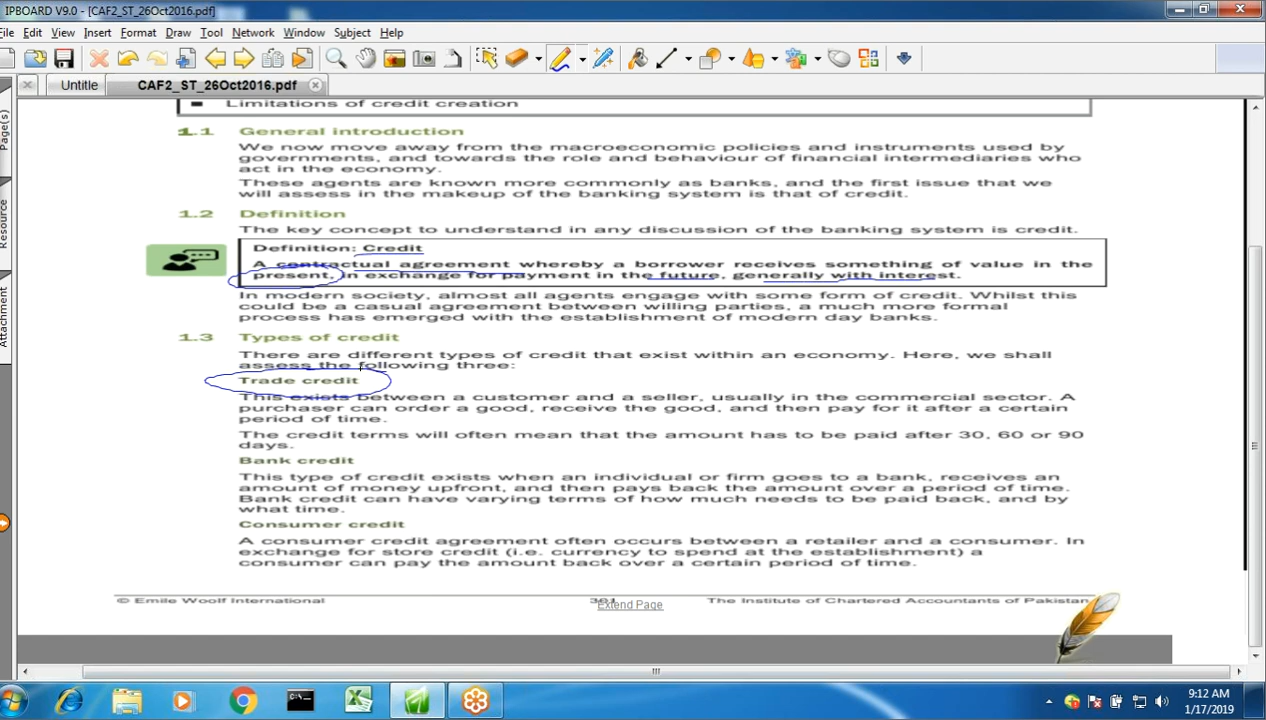 IPBOARD V9.0 - [CAF2_ST_26Oct2016.pdf]
File Edit View Insert Format Draw Tool Network Window Subject Help
Untitle CAF2_ST_26Oct2016.pdf
Page(s)
Resource
Attachment
■ Limitations of credit creation
1.1 General introduction
We now move away from the macroeconomic policies and instruments used by
governments, and towards the role and behaviour of financial intermediaries who
act in the economy.
These agents are known more commonly as banks, and the first issue that we
will assess in the makeup of the banking system is that of credit.
1.2 Definition
The key concept to understand in any discussion of the banking system is credit.
Definition: Credit
A contractual agreement whereby a borrower receives something of value in the
present, in exchange for payment in the future, generally with interest.
In modern society, almost all agents engage with some form of credit. Whilst this
could be a casual agreement between willing parties, a much more formal
process has emerged with the establishment of modern day banks.
1.3 Types of credit
There are different types of credit that exist within an economy. Here, we shall
assess the following three:
Trade credit
This exists between a customer and a seller, usually in the commercial sector. A
purchaser can order a good, receive the good, and then pay for it after a certain
period of time.
The credit terms will often mean that the amount has to be paid after 30, 60 or 90
days.
Bank credit
This type of credit exists when an individual or firm goes to a bank, receives an
amount of money upfront, and then pays back the amount over a period of time.
Bank credit can have varying terms of how much needs to be paid back, and by
what time.
Consumer credit
A consumer credit agreement often occurs between a retailer and a consumer. In
exchange for store credit (i.e. currency to spend at the establishment) a
consumer can pay the amount back over a certain period of time.
© Emile Woolf International The Institute of Chartered Accountants of Pakistan
Extend Page
9:12 AM
1/17/2019